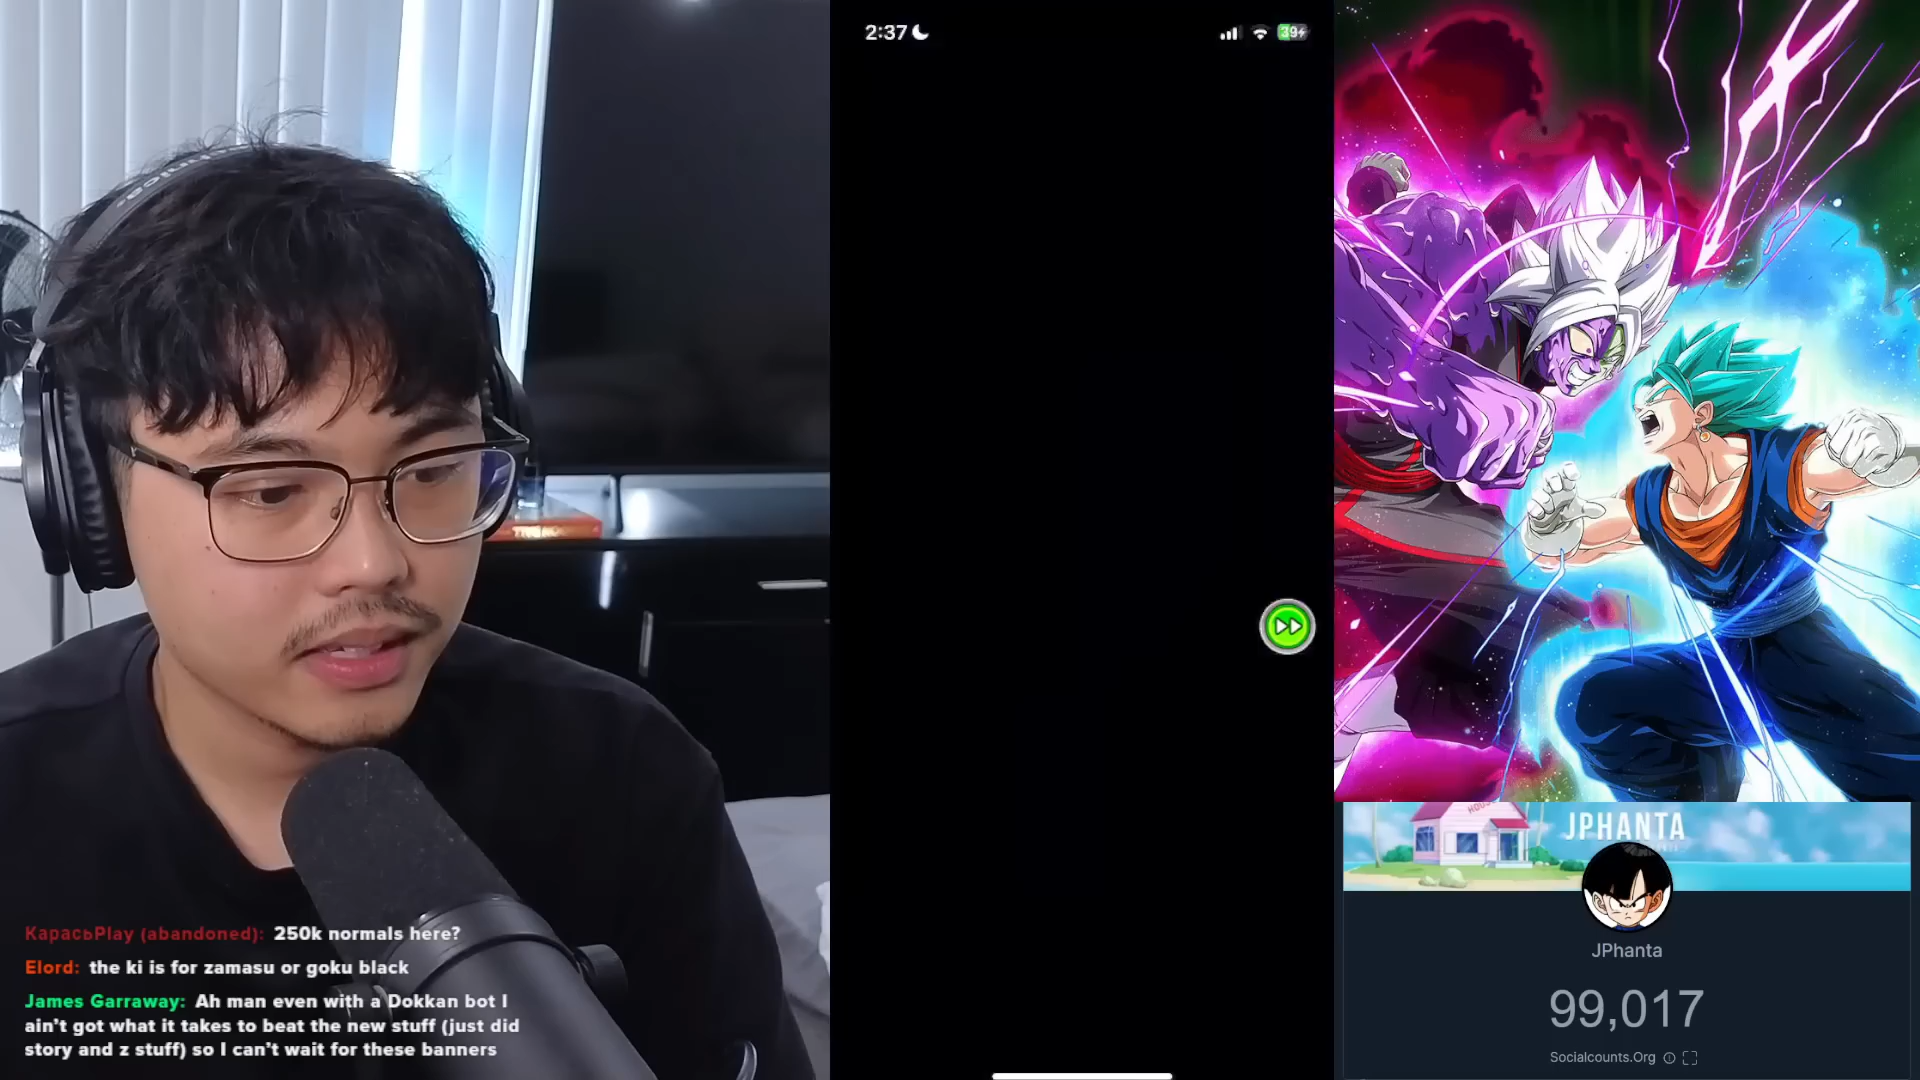 2:37
39
JPHANTA
JPhanta
99,017
Socialcounts.Org
КарасьPlay (abandoned): 250k normals here?
Elord: the ki is for zamasu or goku black
James Garraway: Ah man even with a Dokkan bot I
ain't got what it takes to beat the new stuff (just did
story and z stuff) so I can't wait for these banners